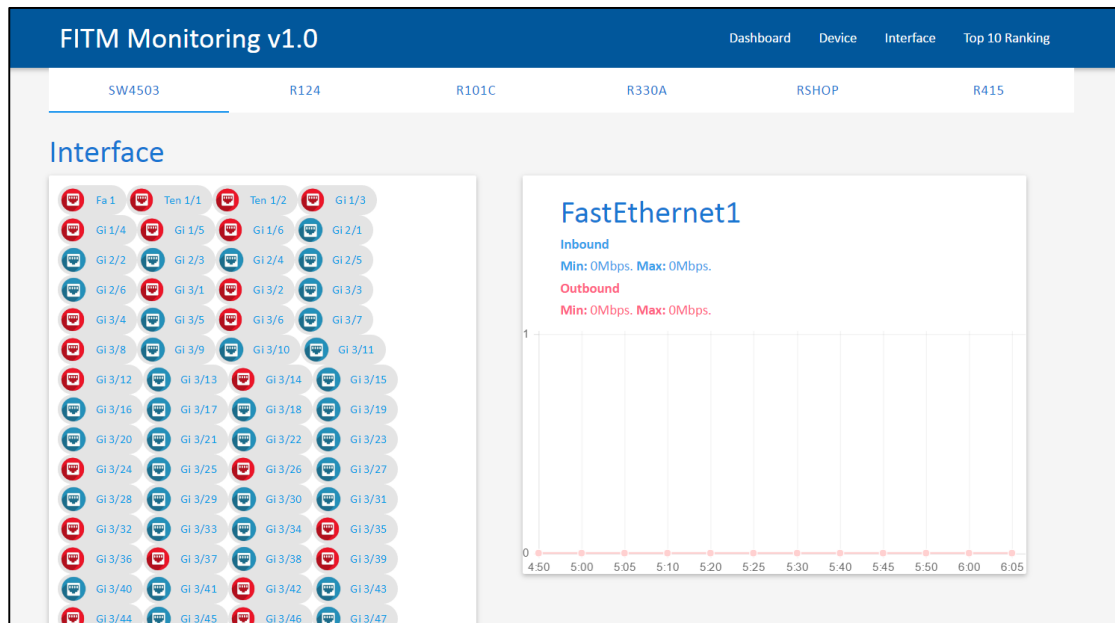 FITM Monitoring v1.0
Dashboard Device Interface Top 10 Ranking
SW4503 R124 R101C R330A RSHOP R415
Interface
Fa 1 Ten 1/1 Ten 1/2 Gi 1/3
Gi 1/4 Gi 1/5 Gi 1/6 Gi 2/1
Gi 2/2 Gi 2/3 Gi 2/4 Gi 2/5
Gi 2/6 Gi 3/1 Gi 3/2 Gi 3/3
Gi 3/4 Gi 3/5 Gi 3/6 Gi 3/7
Gi 3/8 Gi 3/9 Gi 3/10 Gi 3/11
Gi 3/12 Gi 3/13 Gi 3/14 Gi 3/15
Gi 3/16 Gi 3/17 Gi 3/18 Gi 3/19
Gi 3/20 Gi 3/21 Gi 3/22 Gi 3/23
Gi 3/24 Gi 3/25 Gi 3/26 Gi 3/27
Gi 3/28 Gi 3/29 Gi 3/30 Gi 3/31
Gi 3/32 Gi 3/33 Gi 3/34 Gi 3/35
Gi 3/36 Gi 3/37 Gi 3/38 Gi 3/39
Gi 3/40 Gi 3/41 Gi 3/42 Gi 3/43
Gi 3/44 Gi 3/45 Gi 3/46 Gi 3/47
FastEthernet1
Inbound
Min: 0Mbps. Max: 0Mbps.
Outbound
Min: 0Mbps. Max: 0Mbps.
1
0
4:50 5:00 5:05 5:10 5:20 5:25 5:30 5:40 5:45 5:50 6:00 6:05